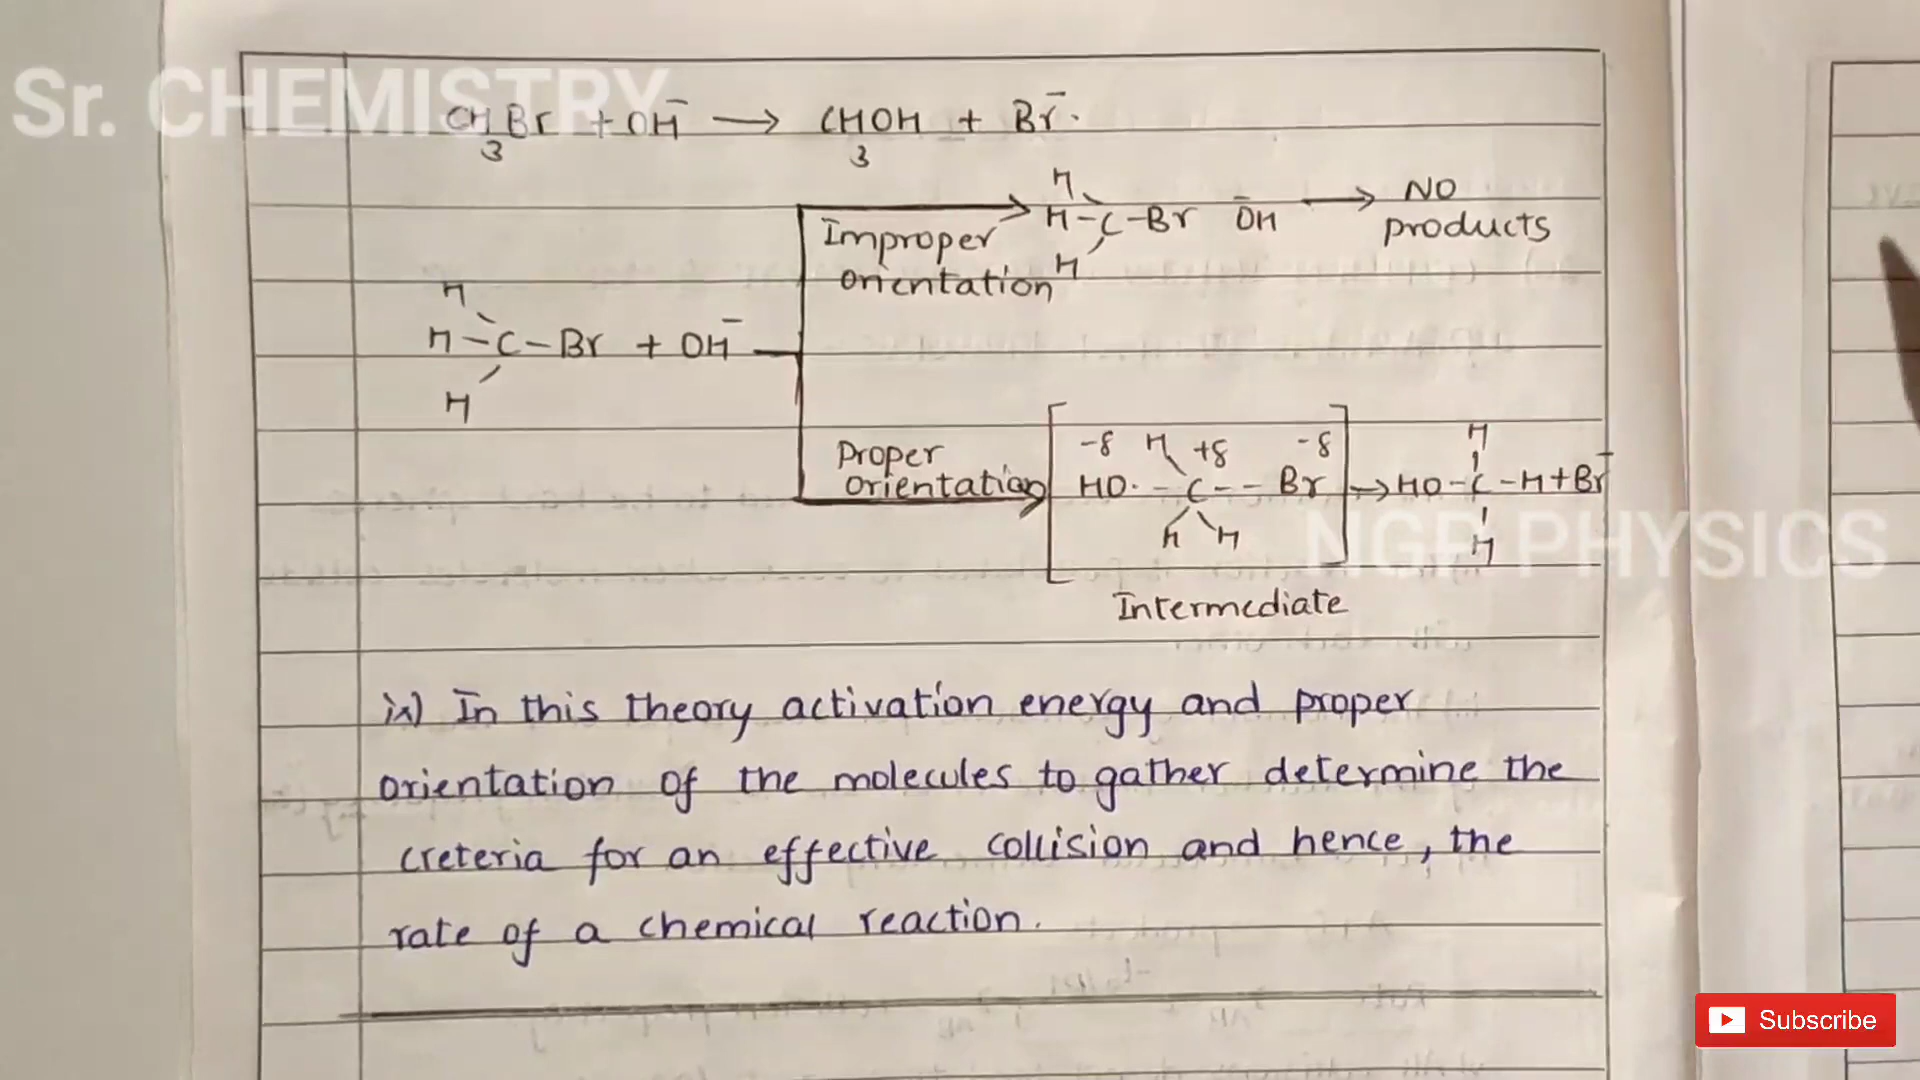 Sr. CHEMISTRY
CH3Br + OH⁻ → CH3OH + Br⁻.
H
H-C-Br ŌH → NO
Improper
products
H
orientation
H
H-C-Br + OH⁻
H
-δ H +δ -δ
H
Proper
orientation
HO·--C--Br → HO-C-H+Br⁻
H H
H
NGP PHYSICS
Intermediate
ix) In this theory activation energy and proper
orientation of the molecules to gather determine the
creteria for an effective collision and hence, the
rate of a chemical reaction.
Subscribe